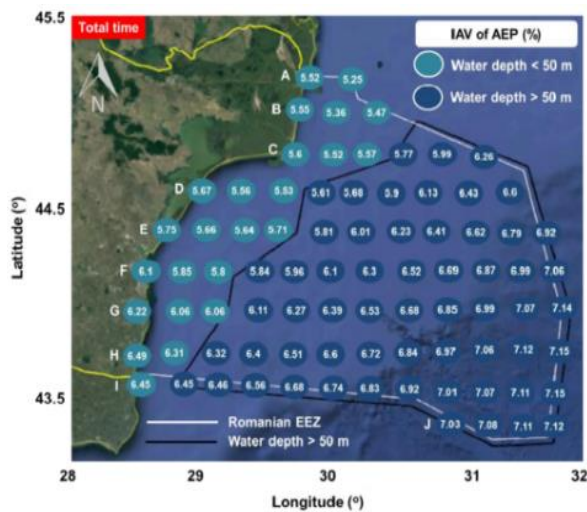 Total time
IAV of AEP (%)
Water depth < 50 m
Water depth > 50 m
N
A 5.52 5.25
B 5.55 5.36 5.47
C 5.6 5.52 5.57 5.77 5.99 6.26
D 5.67 5.56 5.53 5.61 5.68 5.9 6.13 6.43 6.6
E 5.75 5.66 5.64 5.71 5.81 6.01 6.23 6.41 6.62 6.79 6.92
F 6.1 5.85 5.8 5.84 5.96 6.1 6.3 6.52 6.69 6.87 6.99 7.06
G 6.22 6.06 6.06 6.11 6.27 6.39 6.53 6.68 6.85 6.99 7.07 7.14
H 6.49 6.31 6.32 6.4 6.51 6.6 6.72 6.84 6.97 7.06 7.12 7.15
I 6.45 6.45 6.46 6.56 6.68 6.74 6.83 6.92 7.01 7.07 7.11 7.15
J 7.03 7.08 7.11 7.12
Romanian EEZ
Water depth > 50 m
Latitude (º)
45.5
44.5
43.5
28 29 30 31 32
Longitude (º)